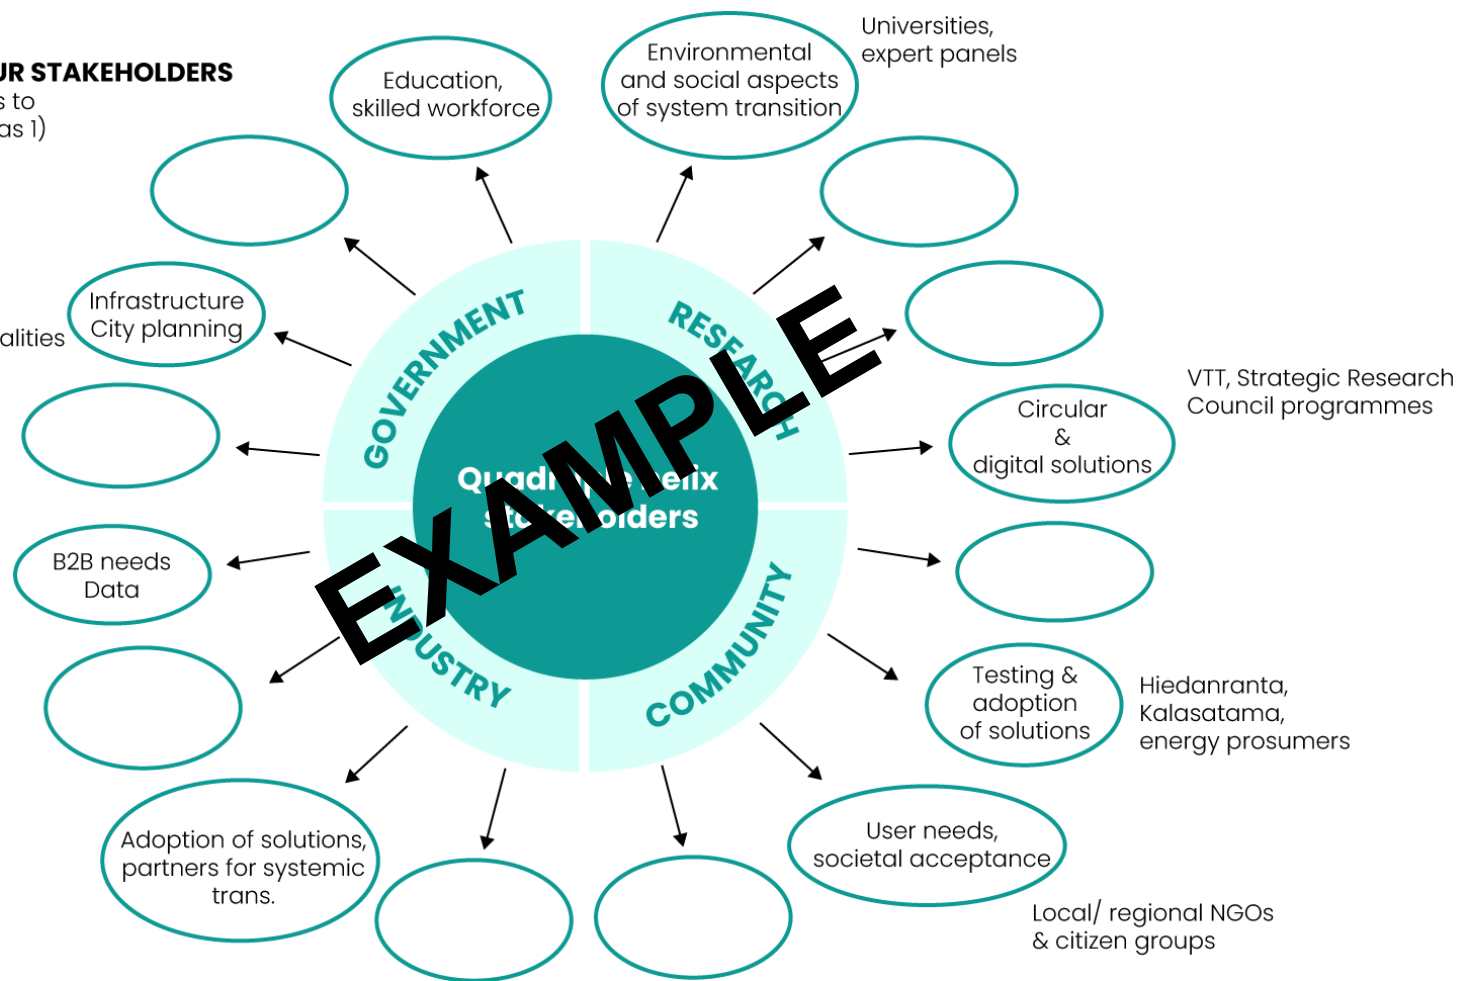 UR STAKEHOLDERS
s to
as 1)
Education,
skilled workforce
Environmental
and social aspects
of system transition
Universities,
expert panels
Infrastructure
City planning
alities
GOVERNMENT
RESEARCH
VTT, Strategic Research
Council programmes
Circular
&
digital solutions
Quadruple helix
stakeholders
EXAMPLE
B2B needs
Data
INDUSTRY
COMMUNITY
Testing &
adoption
of solutions
Hiedanranta,
Kalasatama,
energy prosumers
Adoption of solutions,
partners for systemic
trans.
User needs,
societal acceptance
Local/ regional NGOs
& citizen groups